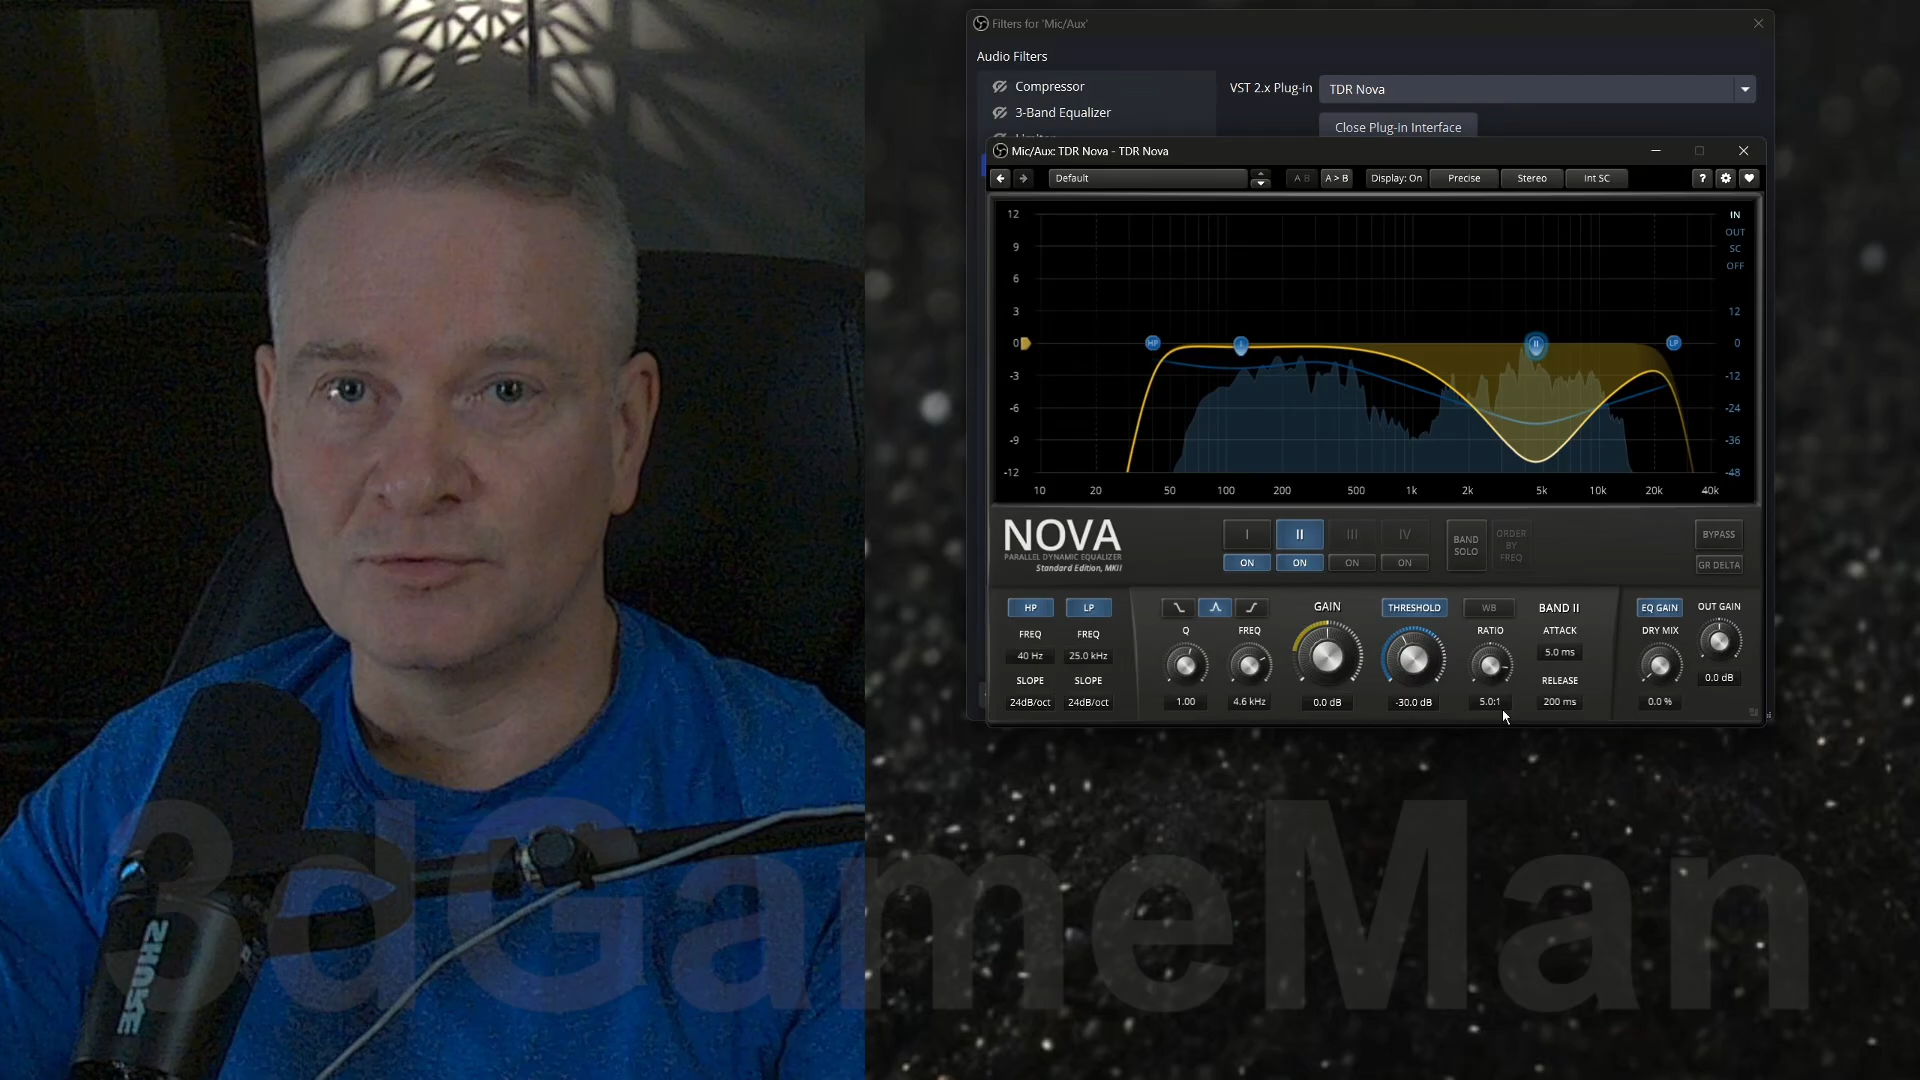 Filters for 'Mic/Aux'
Audio Filters
Compressor
3-Band Equalizer
Limiter
VST 2.x Plug-in
TDR Nova
Close Plug-in Interface
Mic/Aux: TDR Nova - TDR Nova
Default
A B
A > B
Display: On
Precise
Stereo
Int SC
?
12
9
6
3
0
-3
-6
-9
-12
IN
OUT
SC
OFF
12
0
-12
-24
-36
-48
HP
I
II
LP
10 20 50 100 200 500 1k 2k 5k 10k 20k 40k
NOVA
PARALLEL DYNAMIC EQUALIZER
Standard Edition, MKII
I II III IV
ON ON ON ON
BAND
SOLO
ORDER
BY
FREQ
BYPASS
GR DELTA
HP LP
FREQ FREQ
40 Hz 25.0 kHz
SLOPE SLOPE
24dB/oct 24dB/oct
Q
1.00
FREQ
4.6 kHz
GAIN
0.0 dB
THRESHOLD
-30.0 dB
WB
RATIO
5.0:1
BAND II
ATTACK
5.0 ms
RELEASE
200 ms
EQ GAIN
DRY MIX
0.0 %
OUT GAIN
0.0 dB
SHURE
3dGameMan